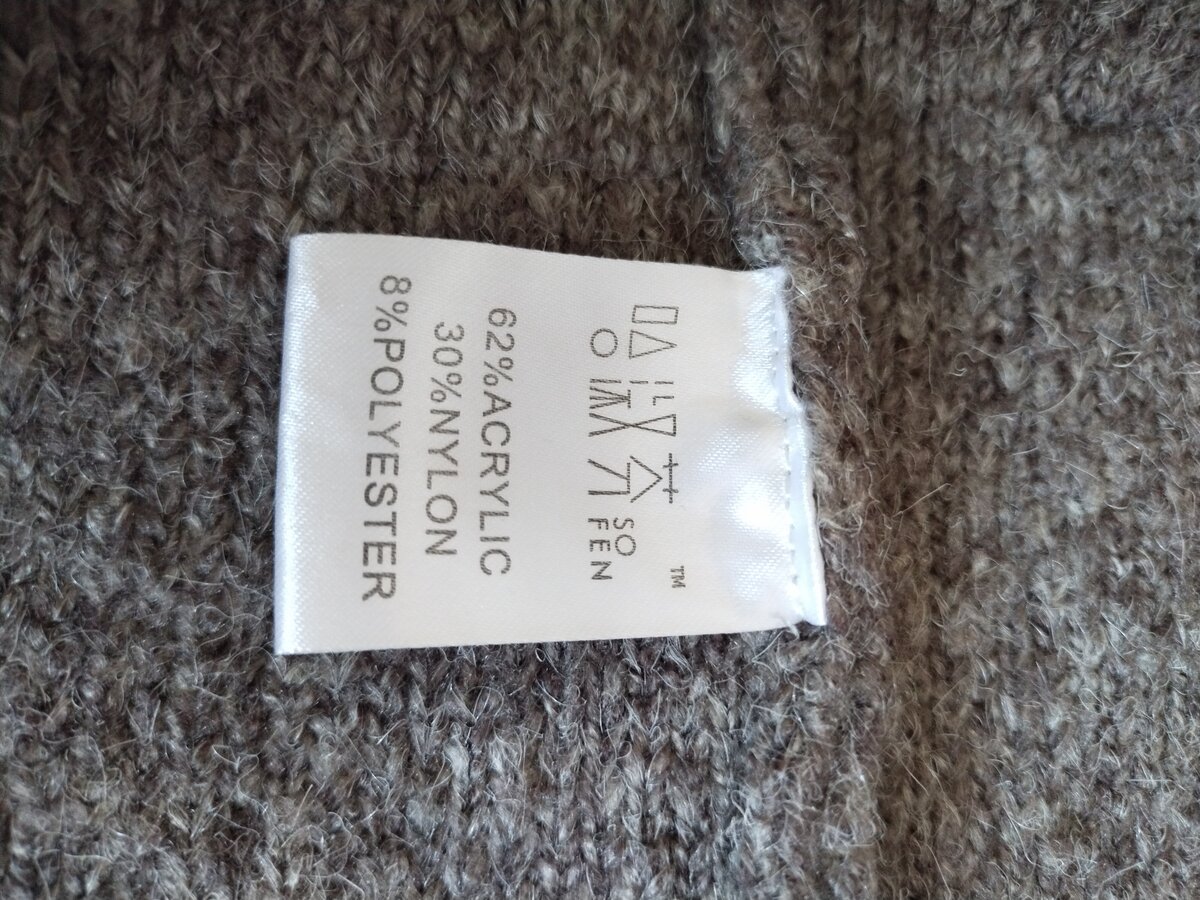 TM
SO
FEN
62%ACRYLIC
30%NYLON
8%POLYESTER